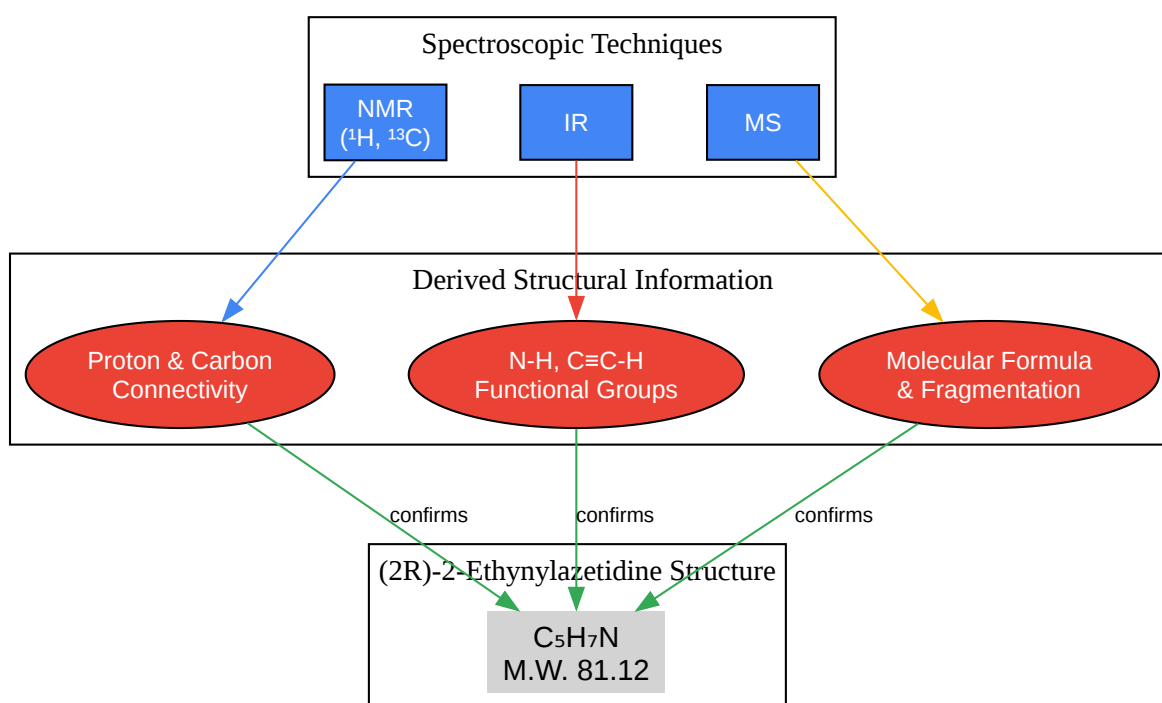 Spectroscopic Techniques
NMR
(¹H, ¹³C)
IR
MS
Derived Structural Information
Proton & Carbon
Connectivity
N-H, C≡C-H
Functional Groups
Molecular Formula
& Fragmentation
confirms
confirms
confirms
(2R)-2-Ethynylazetidine Structure
C₅H₇N
M.W. 81.12